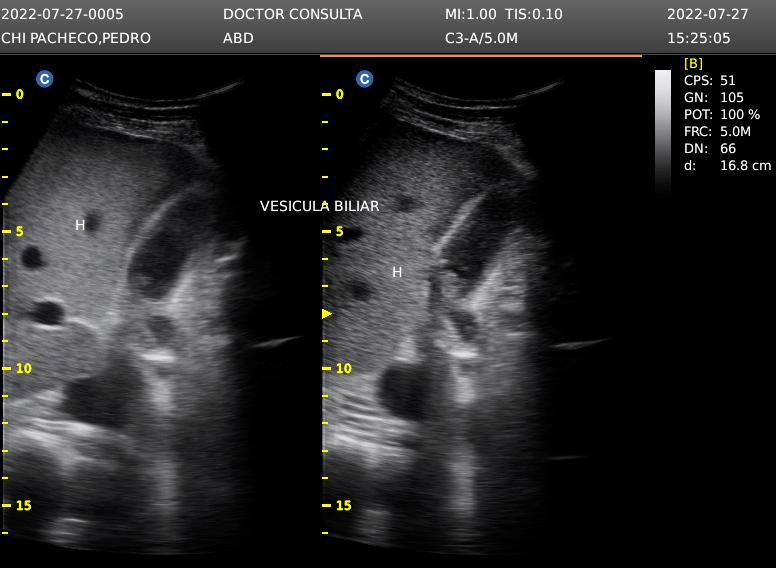 2022-07-27-0005 DOCTOR CONSULTA MI:1.00 TIS:0.10 2022-07-27
CHI PACHECO,PEDRO ABD C3-A/5.0M 15:25:05
C C [B]
0 0 CPS: 51
GN: 105
POT: 100 %
FRC: 5.0M
DN: 66
d: 16.8 cm
VESICULA BILIAR
H
5 5
H
10 10
15 15